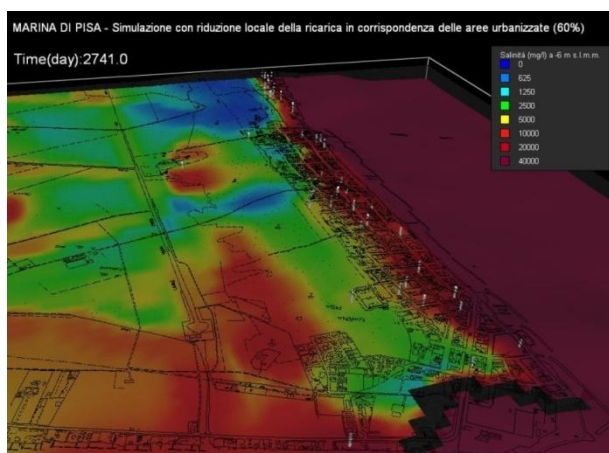 MARINA DI PISA - Simulazione con riduzione locale della ricarica in corrispondenza delle aree urbanizzate (60%)
Time(day):2741.0
Salinità (mg/l) a -6 m s.l.m.m.
0
625
1250
2500
5000
10000
20000
40000